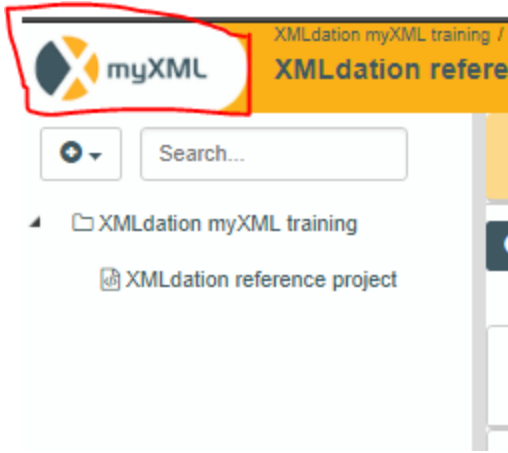 myXML
XMLdation myXML training /
XMLdation refere
Search...
XMLdation myXML training
XMLdation reference project